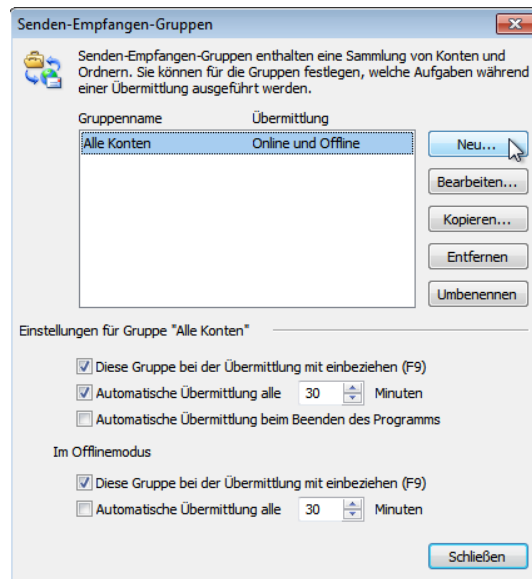 Senden-Empfangen-Gruppen
Senden-Empfangen-Gruppen enthalten eine Sammlung von Konten und
Ordnern. Sie können für die Gruppen festlegen, welche Aufgaben während
einer Übermittlung ausgeführt werden.
Gruppenname Übermittlung
Alle Konten Online und Offline
Neu...
Bearbeiten...
Kopieren...
Entfernen
Umbenennen
Einstellungen für Gruppe "Alle Konten"
Diese Gruppe bei der Übermittlung mit einbeziehen (F9)
Automatische Übermittlung alle 30 Minuten
Automatische Übermittlung beim Beenden des Programms
Im Offlinemodus
Diese Gruppe bei der Übermittlung mit einbeziehen (F9)
Automatische Übermittlung alle 30 Minuten
Schließen